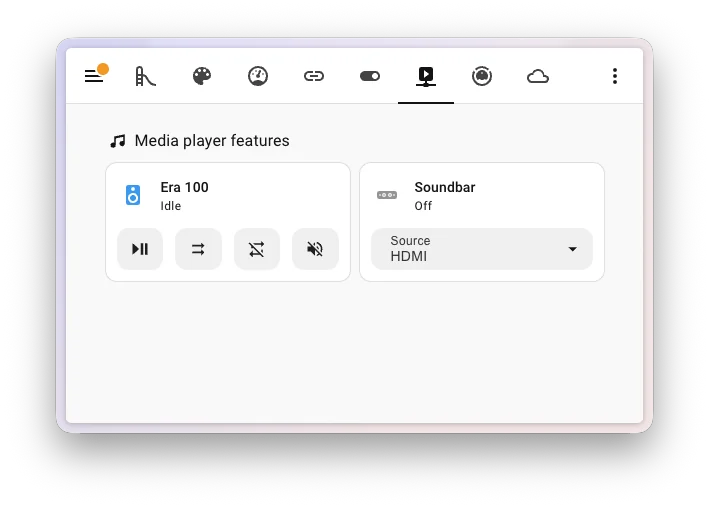 Media player features
Era 100
Idle
Soundbar
Off
Source
HDMI